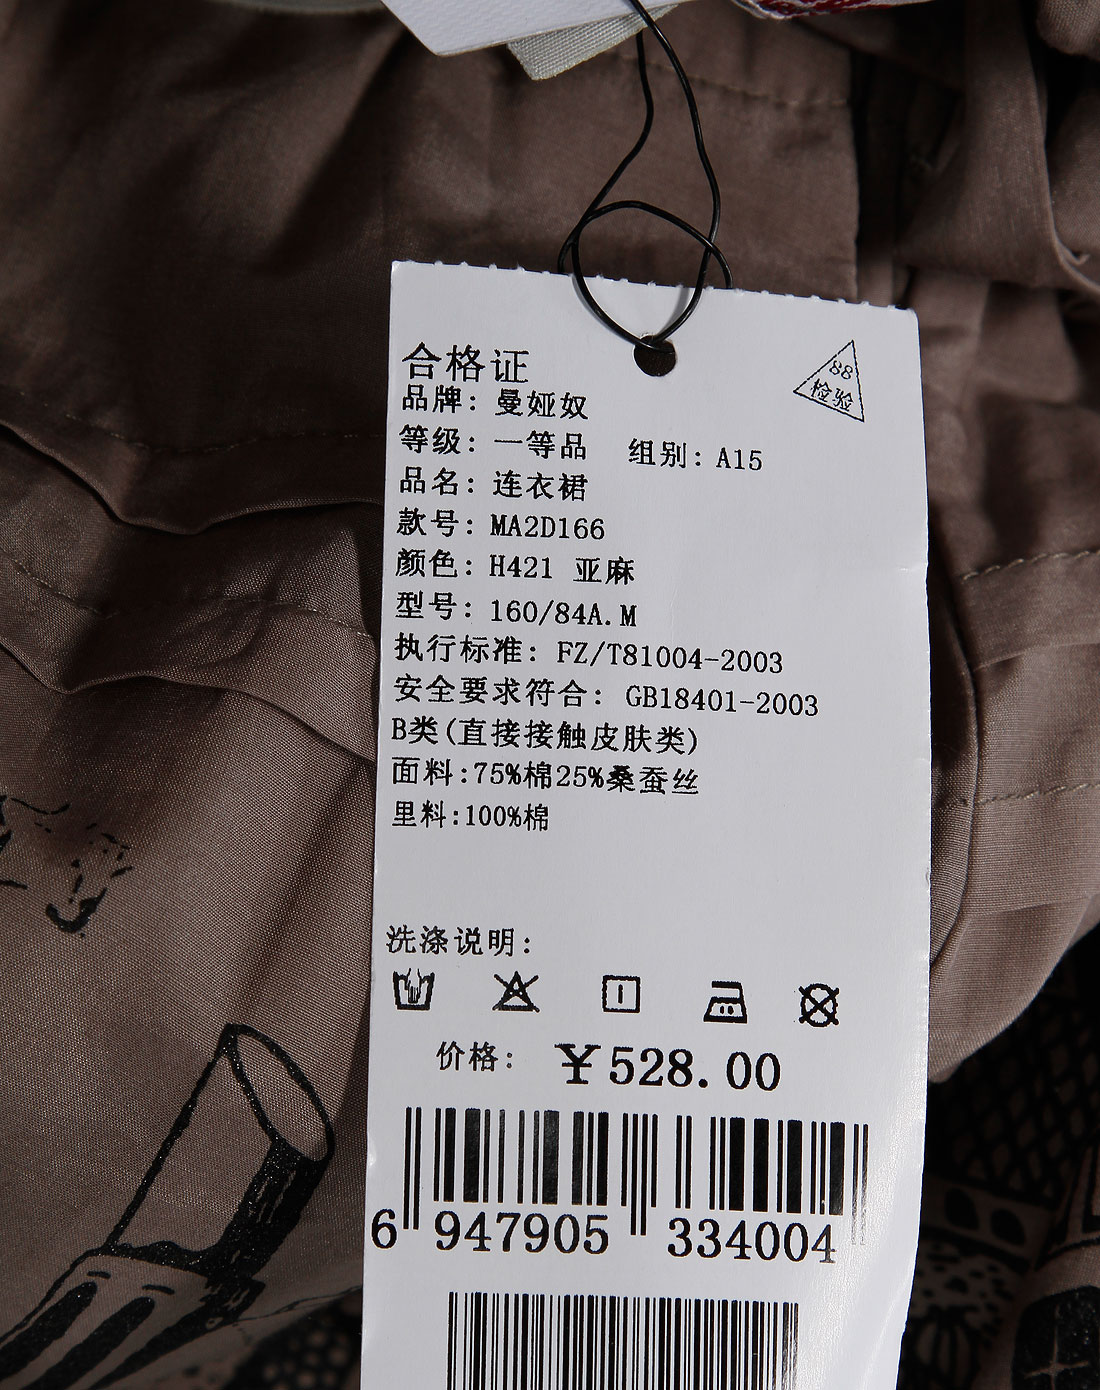 合格证
88
检验
品牌: 曼娅奴
等级: 一等品 组别: A15
品名: 连衣裙
款号: MA2D166
颜色: H421 亚麻
型号: 160/84A.M
执行标准: FZ/T81004-2003
安全要求符合: GB18401-2003
B类(直接接触皮肤类)
面料:75%棉25%桑蚕丝
里料:100%棉
洗涤说明:
价格: ¥528.00
6 947905 334004